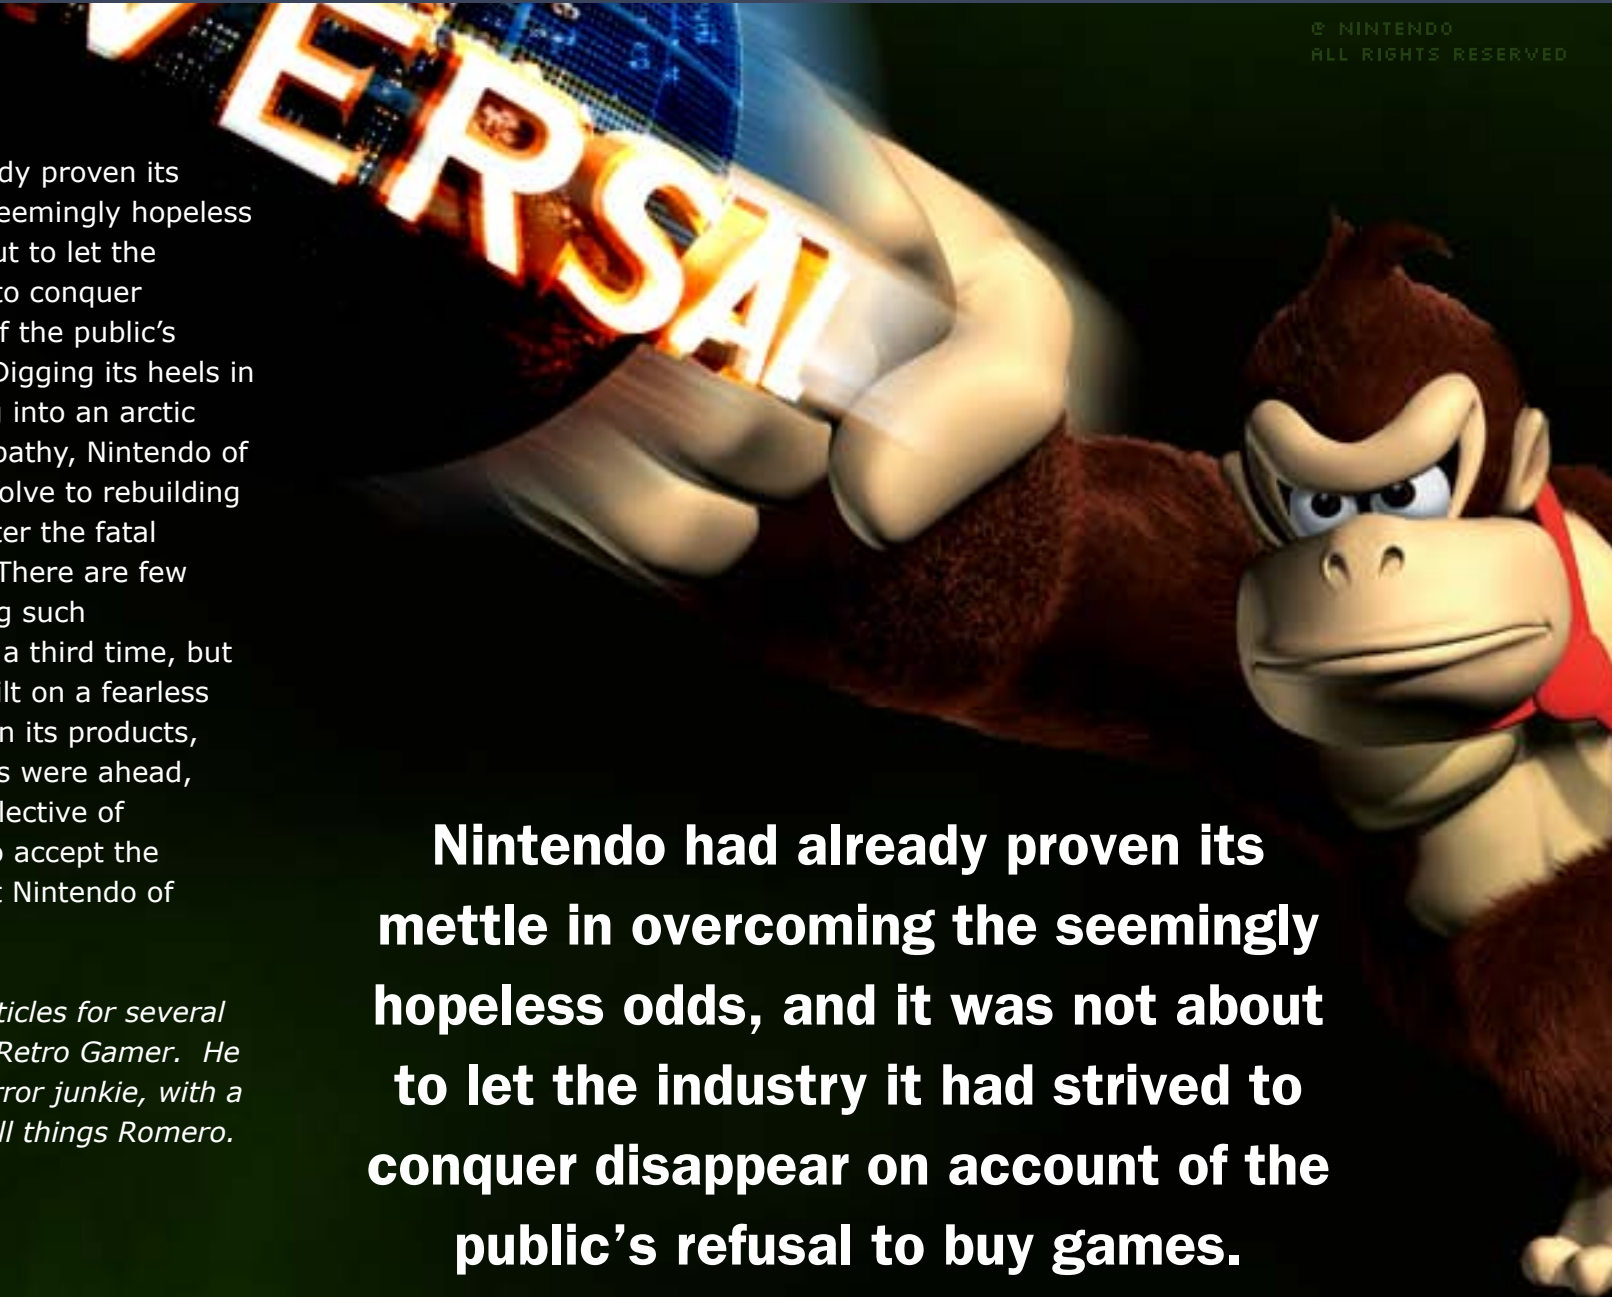 VERSAL
© NINTENDO
ALL RIGHTS RESERVED
dy proven its
eemingly hopeless
ut to let the
to conquer
f the public’s
Digging its heels in
g into an arctic
pathy, Nintendo of
olve to rebuilding
ter the fatal
There are few
g such
a third time, but
ilt on a fearless
n its products,
s were ahead,
llective of
o accept the
t Nintendo of
ticles for several
Retro Gamer. He
rror junkie, with a
ll things Romero.
Nintendo had already proven its
mettle in overcoming the seemingly
hopeless odds, and it was not about
to let the industry it had strived to
conquer disappear on account of the
public’s refusal to buy games.